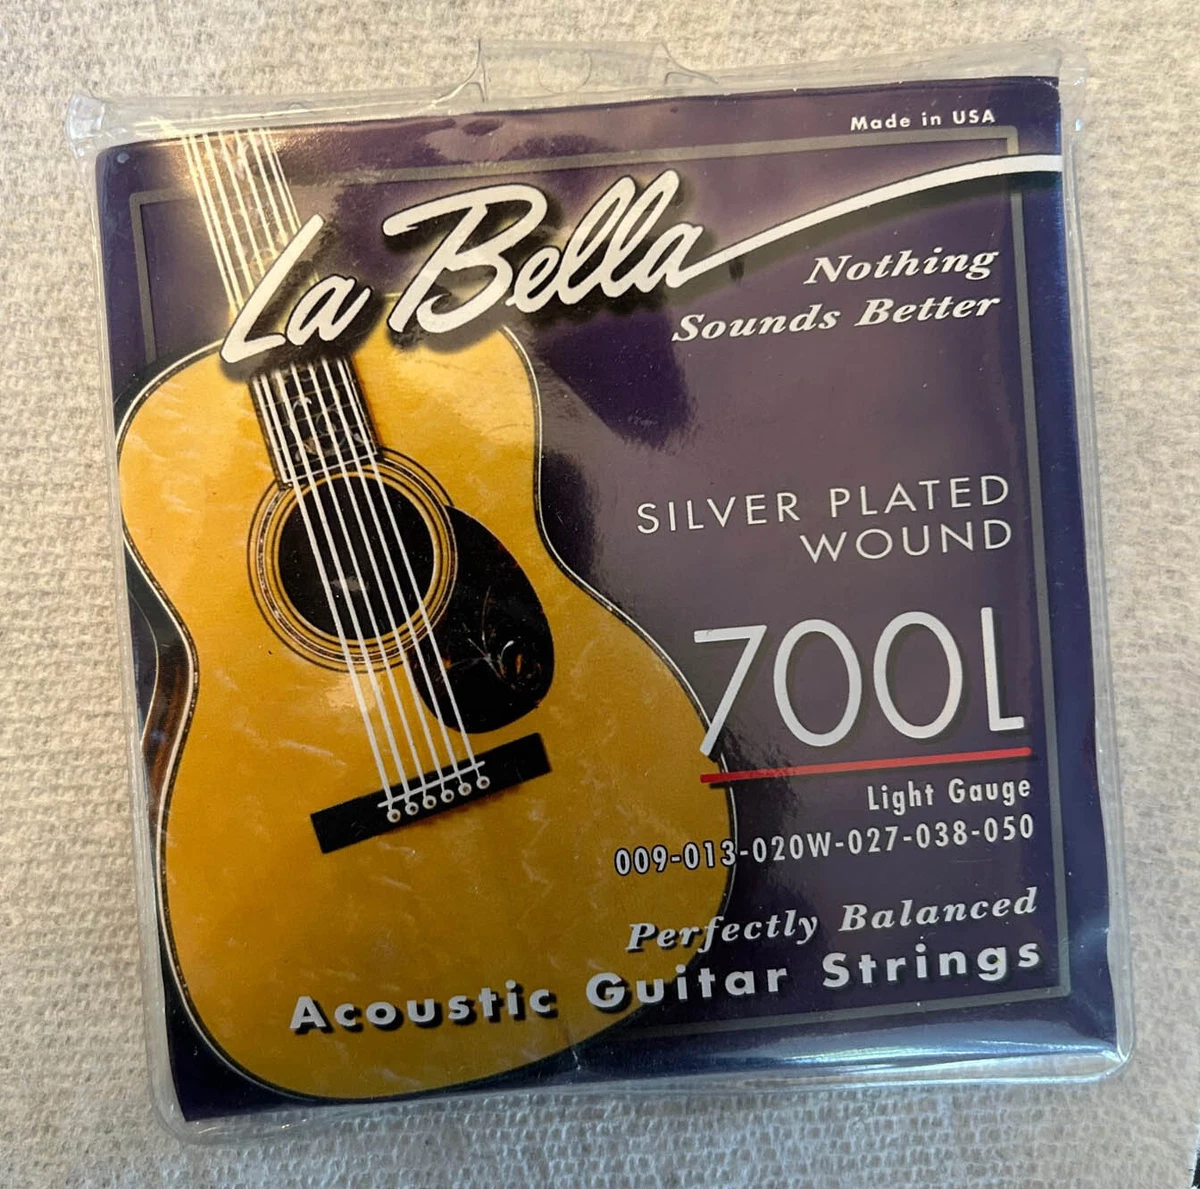 Made in USA
La Bella
Nothing
Sounds Better
SILVER PLATED
WOUND
700L
Light Gauge
009-013-020W-027-038-050
Perfectly Balanced
Acoustic Guitar Strings